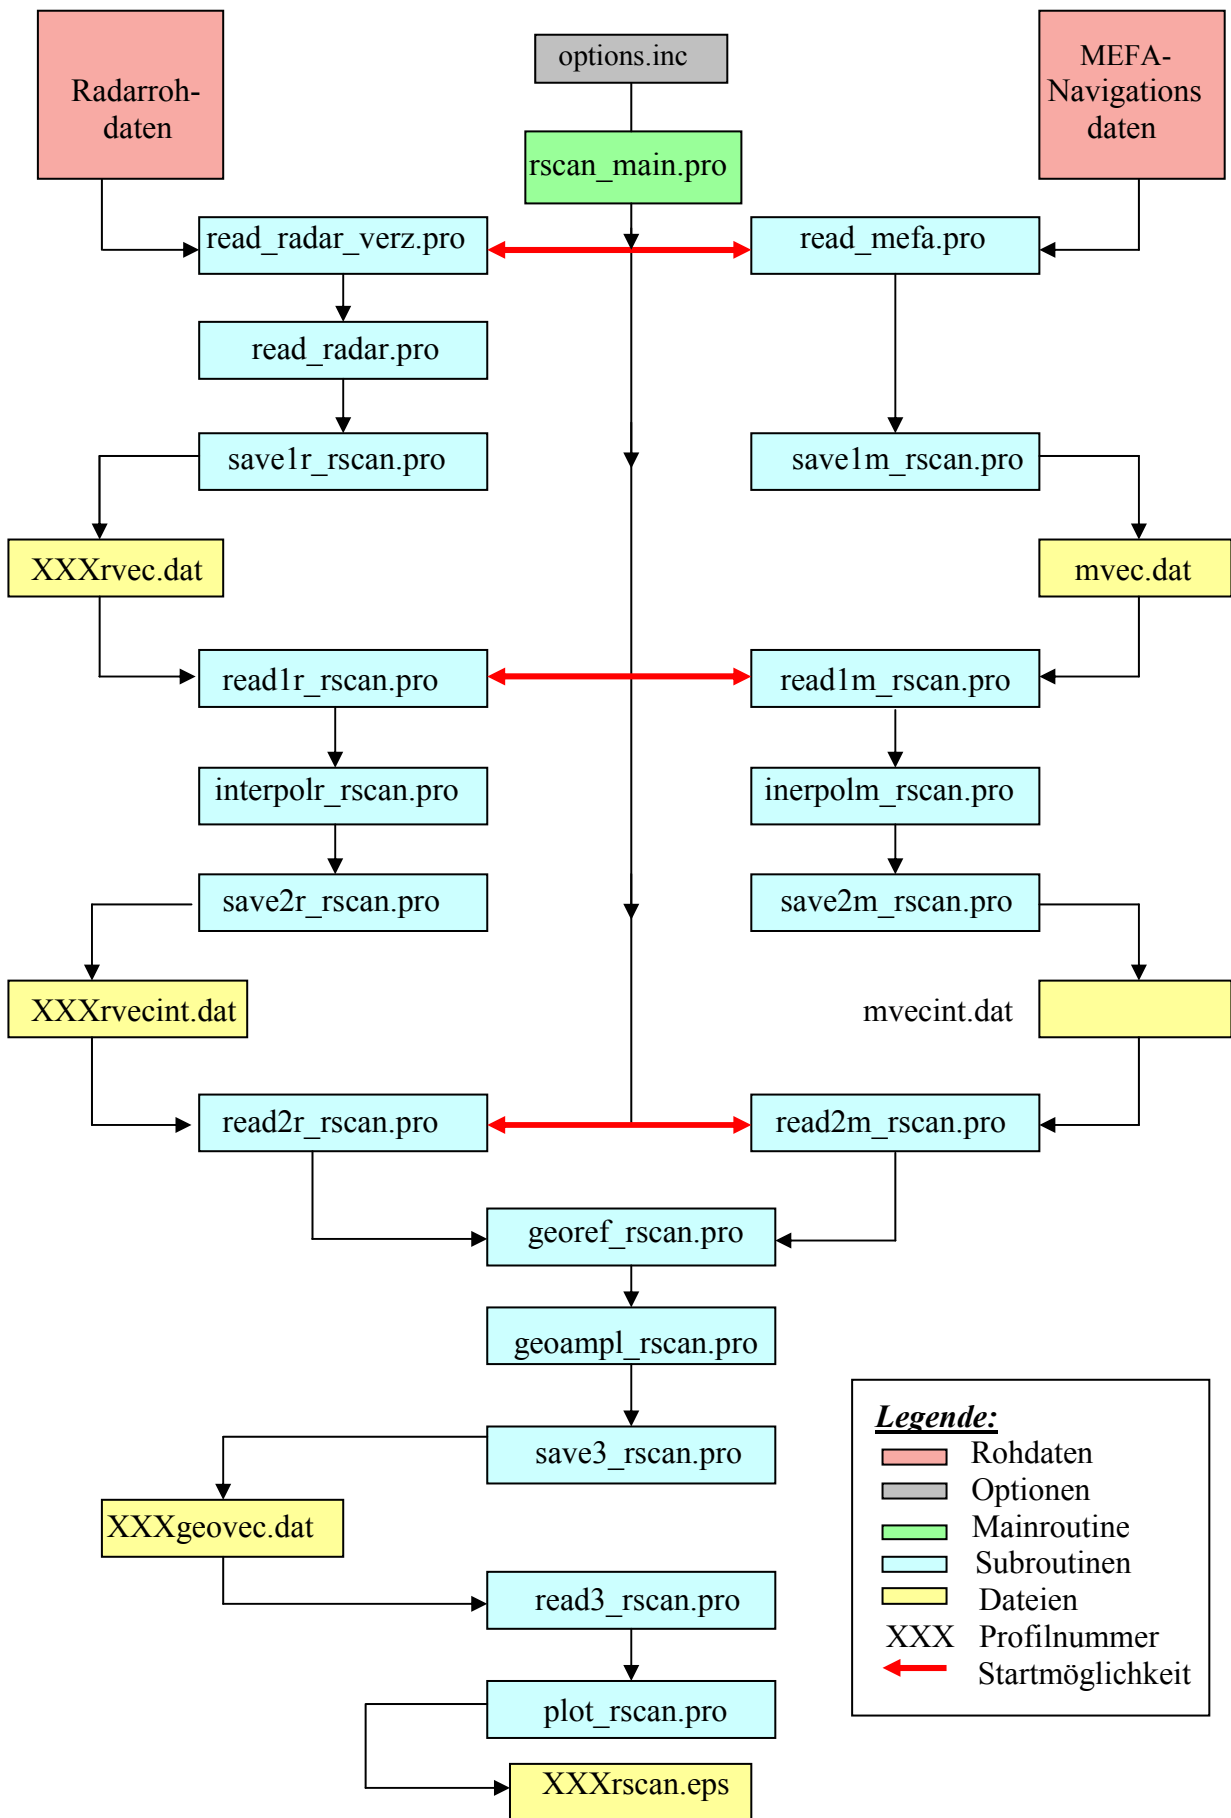 options.inc
Radarroh-
daten
MEFA-
Navigations
daten
rscan_main.pro
read_radar_verz.pro
read_mefa.pro
read_radar.pro
save1r_rscan.pro
save1m_rscan.pro
XXXrvec.dat
mvec.dat
read1r_rscan.pro
read1m_rscan.pro
interpolr_rscan.pro
inerpolm_rscan.pro
save2r_rscan.pro
save2m_rscan.pro
XXXrvecint.dat
mvecint.dat
read2r_rscan.pro
read2m_rscan.pro
georef_rscan.pro
geoampl_rscan.pro
save3_rscan.pro
XXXgeovec.dat
read3_rscan.pro
plot_rscan.pro
XXXrscan.eps
Legende:
Rohdaten
Optionen
Mainroutine
Subroutinen
Dateien
XXX Profilnummer
Startmöglichkeit